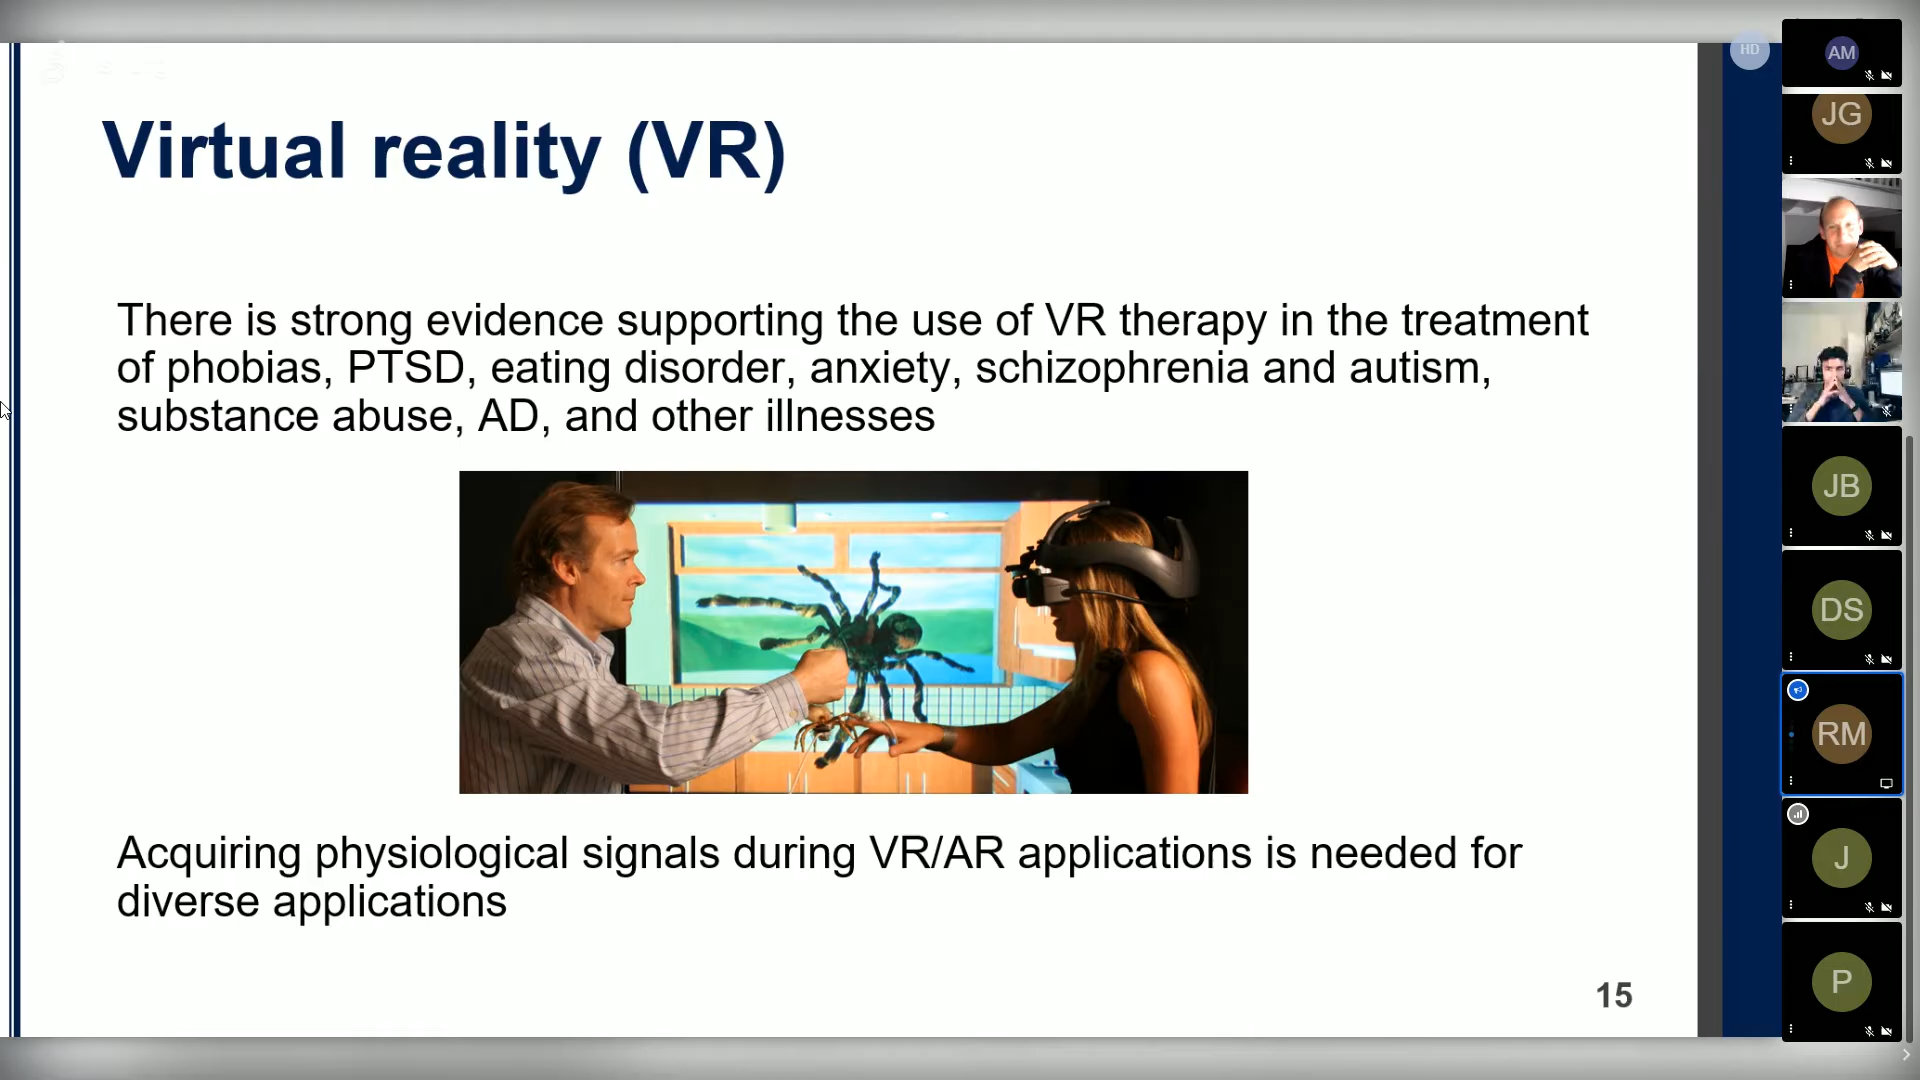 Virtual reality (VR)
There is strong evidence supporting the use of VR therapy in the treatment
of phobias, PTSD, eating disorder, anxiety, schizophrenia and autism,
substance abuse, AD, and other illnesses
Acquiring physiological signals during VR/AR applications is needed for
diverse applications
15
HD
AM
JG
JB
DS
RM
J
P